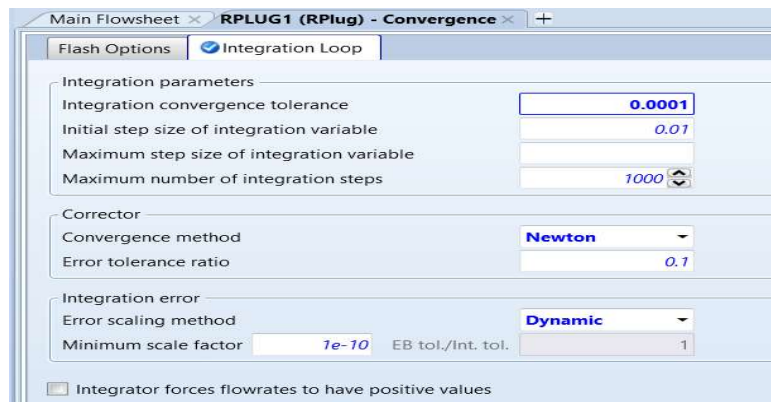 Main Flowsheet × RPLUG1 (RPlug) - Convergence × +
Flash Options Integration Loop
Integration parameters
Integration convergence tolerance 0.0001
Initial step size of integration variable 0.01
Maximum step size of integration variable
Maximum number of integration steps 1000
Corrector
Convergence method Newton
Error tolerance ratio 0.1
Integration error
Error scaling method Dynamic
Minimum scale factor 1e-10 EB tol./Int. tol. 1
Integrator forces flowrates to have positive values